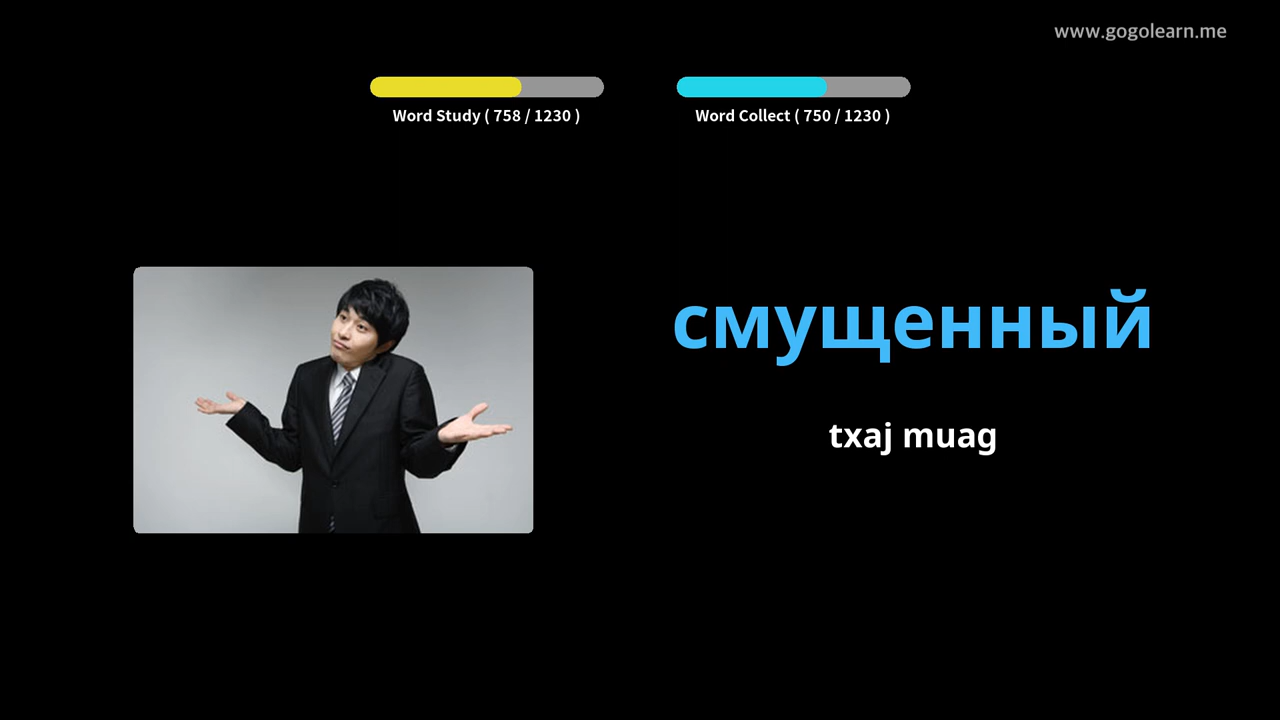 www.gogolearn.me
Word Study ( 758 / 1230 )
Word Collect ( 750 / 1230 )
смущенный
txaj muag